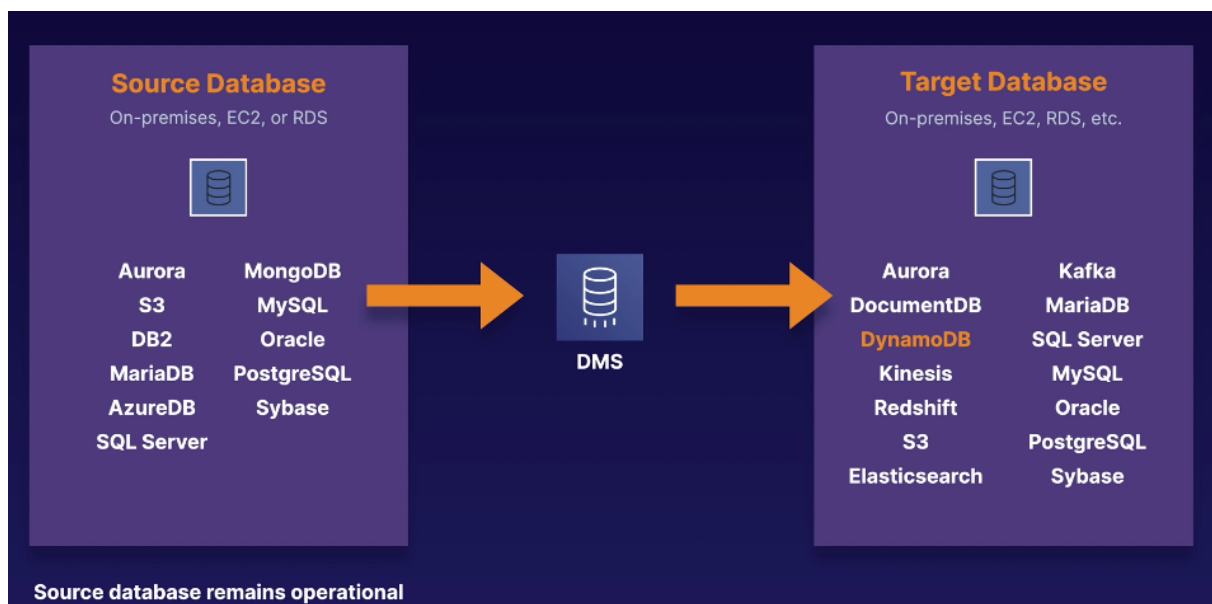 Source Database
On-premises, EC2, or RDS
Aurora
S3
DB2
MariaDB
AzureDB
SQL Server
MongoDB
MySQL
Oracle
PostgreSQL
Sybase
DMS
Target Database
On-premises, EC2, RDS, etc.
Aurora
DocumentDB
DynamoDB
Kinesis
Redshift
S3
Elasticsearch
Kafka
MariaDB
SQL Server
MySQL
Oracle
PostgreSQL
Sybase
Source database remains operational